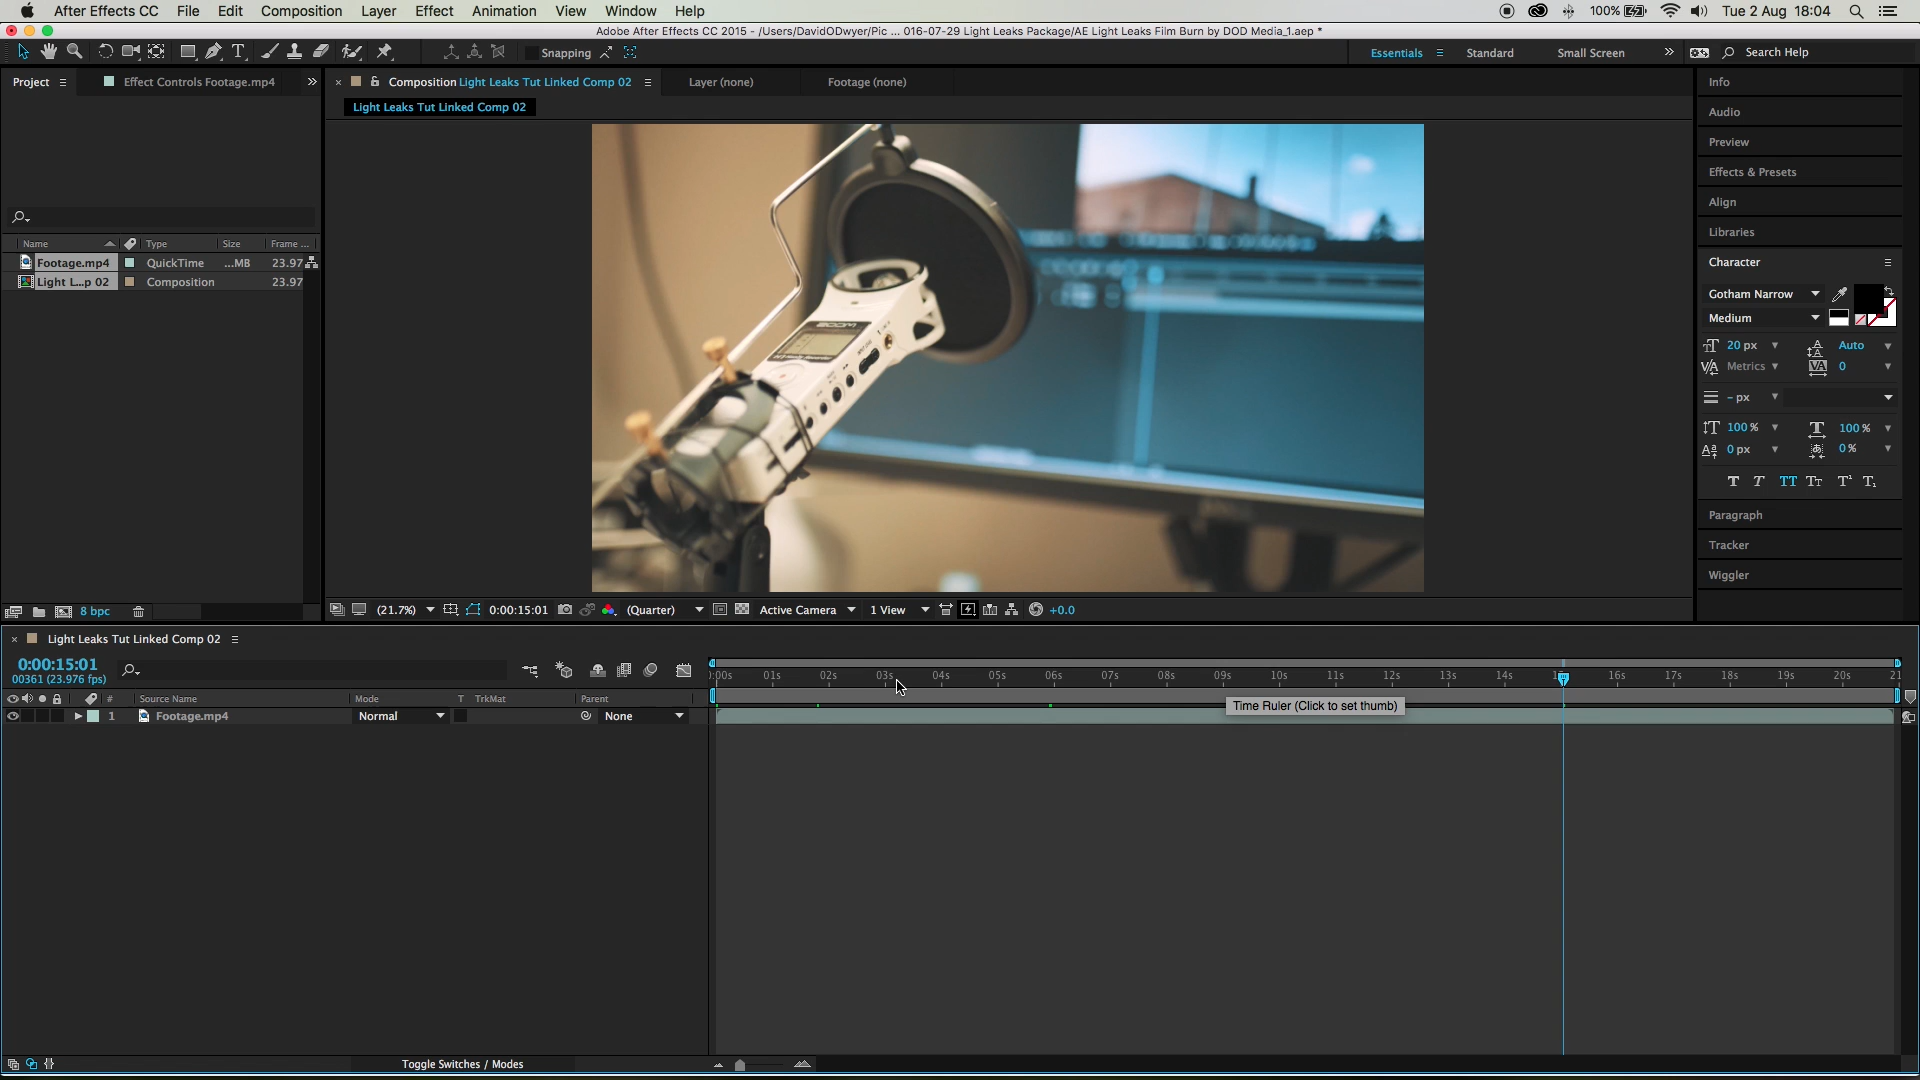 After Effects CC File Edit Composition Layer Effect Animation View Window Help 100% Tue 2 Aug 18:04
Adobe After Effects CC 2015 - /Users/DavidODwyer/Pic ... 016-07-29 Light Leaks Package/AE Light Leaks Film Burn by DOD Media_1.aep *
Snapping Essentials Standard Small Screen Search Help
Project Effect Controls Footage.mp4 Composition Light Leaks Tut Linked Comp 02 Layer (none) Footage (none)
Light Leaks Tut Linked Comp 02
Info
Audio
Preview
Effects & Presets
Align
Libraries
Character
Gotham Narrow
Medium
20 px Auto
Metrics 0
- px
100 % 100 %
0 px 0 %
T T TT Tt T¹ T₁
Paragraph
Tracker
Wiggler
Name Type Size Frame ...
Footage.mp4 QuickTime ...MB 23.97
Light L...p 02 Composition 23.97
8 bpc
(21.7%) 0:00:15:01 (Quarter) Active Camera 1 View +0.0
Light Leaks Tut Linked Comp 02
0:00:15:01
00361 (23.976 fps)
:00s 01s 02s 03s 04s 05s 06s 07s 08s 09s 10s 11s 12s 13s 14s 16s 17s 18s 19s 20s 21
# Source Name Mode T TrkMat Parent
Time Ruler (Click to set thumb)
1 Footage.mp4 Normal None
Toggle Switches / Modes